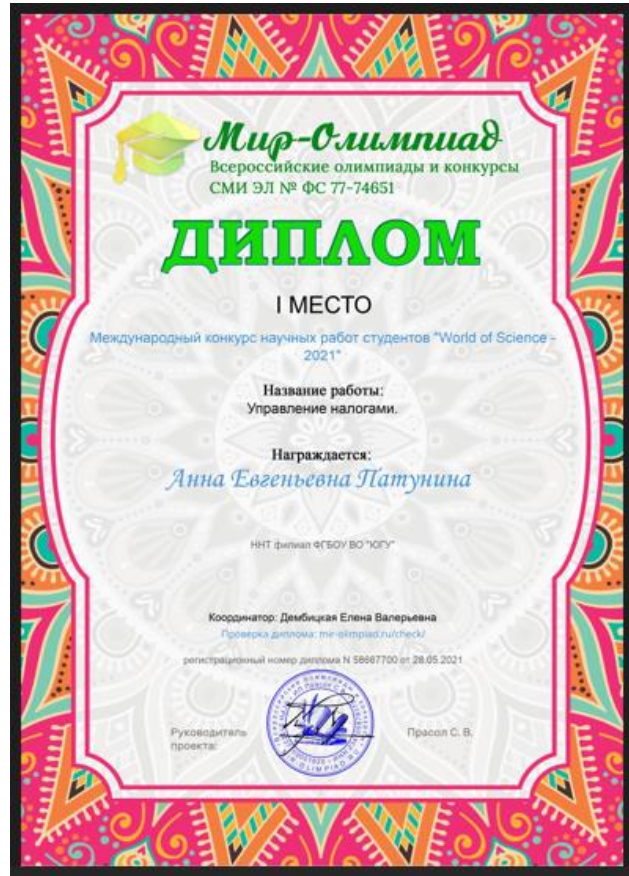 Мир-Олимпиад
Всероссийские олимпиады и конкурсы
СМИ ЭЛ № ФС 77-74651
ДИПЛОМ
I МЕСТО
Международный конкурс научных работ студентов "World of Science -
2021"
Название работы:
Управление налогами.
Награждается:
Анна Евгеньевна Патунина
ННТ филиал ФГБОУ ВО "ЮГУ"
Координатор: Дембицкая Елена Валерьевна
Проверка диплома: mir-olimpiad.ru/check/
регистрационный номер диплома N 58667700 от 28.05.2021
Руководитель
проекта:
Прасол С. В.